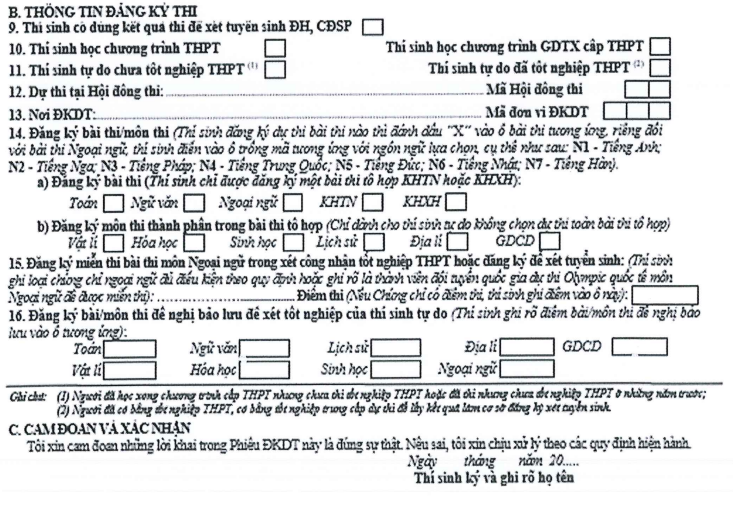 B. THÔNG TIN ĐĂNG KÝ THI
9. Thí sinh có dùng kết quả thi để xét tuyển sinh ĐH, CĐSP
10. Thí sinh học chương trình THPT Thí sinh học chương trình GDTX cấp THPT
11. Thí sinh tự do chưa tốt nghiệp THPT (1) Thí sinh tự do đã tốt nghiệp THPT (2)
12. Dự thi tại Hội đồng thi: Mã Hội đồng thi
13. Nơi ĐKDT: Mã đơn vị ĐKDT
14. Đăng ký bài thi/môn thi (Thí sinh đăng ký dự thi bài thi nào thì đánh dấu "X" vào ô bài thi tương ứng, riêng đối
với bài thi Ngoại ngữ, thí sinh điền vào ô trống mã tương ứng với ngôn ngữ lựa chọn, cụ thể như sau: N1 - Tiếng Anh;
N2 - Tiếng Nga; N3 - Tiếng Pháp; N4 - Tiếng Trung Quốc; N5 - Tiếng Đức; N6 - Tiếng Nhật; N7 - Tiếng Hàn).
a) Đăng ký bài thi (Thí sinh chỉ được đăng ký một bài thi tổ hợp KHTN hoặc KHXH):
Toán Ngữ văn Ngoại ngữ KHTN KHXH
b) Đăng ký môn thi thành phần trong bài thi tổ hợp (Chỉ dành cho thí sinh tự do không chọn dự thi toàn bài thi tổ hợp)
Vật lí Hóa học Sinh học Lịch sử Địa lí GDCD
15. Đăng ký miễn thi bài thi môn Ngoại ngữ trong xét công nhận tốt nghiệp THPT hoặc đăng ký để xét tuyển sinh: (Thí sinh
ghi loại chứng chỉ ngoại ngữ đủ điều kiện theo quy định hoặc ghi rõ là thành viên đội tuyển quốc gia dự thi Olympic quốc tế môn
Ngoại ngữ để được miễn thi): Điểm thi (Nếu Chứng chỉ có điểm thi, thí sinh ghi điểm vào ô này):
16. Đăng ký bài/môn thi đề nghị bảo lưu để xét tốt nghiệp của thí sinh tự do (Thí sinh ghi rõ điểm bài/môn thi đề nghị bảo
lưu vào ô tương ứng):
Toán Ngữ văn Lịch sử Địa lí GDCD
Vật lí Hóa học Sinh học Ngoại ngữ
Ghi chú: (1) Người đã học xong chương trình cấp THPT nhưng chưa thi tốt nghiệp THPT hoặc đã thi nhưng chưa tốt nghiệp THPT ở những năm trước;
(2) Người đã có bằng tốt nghiệp THPT, có bằng tốt nghiệp trung cấp dự thi để lấy kết quả làm cơ sở đăng ký xét tuyển sinh.
C. CAM ĐOAN VÀ XÁC NHẬN
Tôi xin cam đoan những lời khai trong Phiếu ĐKDT này là đúng sự thật. Nếu sai, tôi xin chịu xử lý theo các quy định hiện hành.
Ngày tháng năm 20.....
Thí sinh ký và ghi rõ họ tên